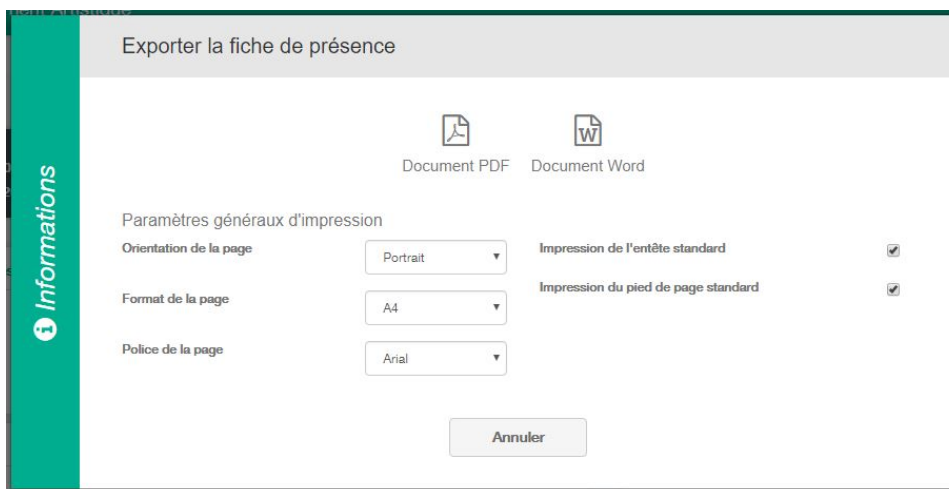 Exporter la fiche de présence
Informations
Document PDF Document Word
Paramètres généraux d'impression
Orientation de la page Portrait Impression de l'entête standard
Impression du pied de page standard
Format de la page A4
Police de la page Arial
Annuler